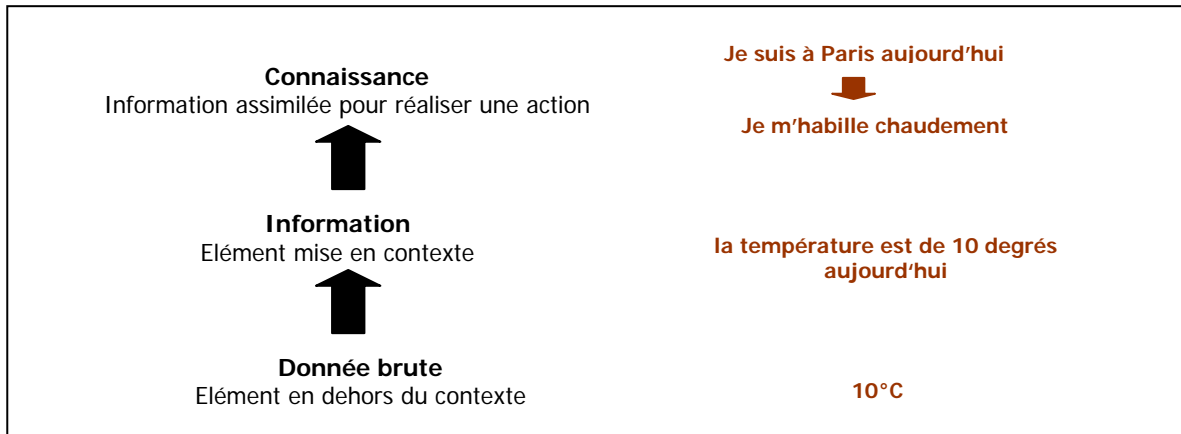 Je suis à Paris aujourd'hui
Connaissance
Information assimilée pour réaliser une action
Je m'habille chaudement
Information
Elément mise en contexte
la température est de 10 degrés
aujourd'hui
Donnée brute
Elément en dehors du contexte
10°C